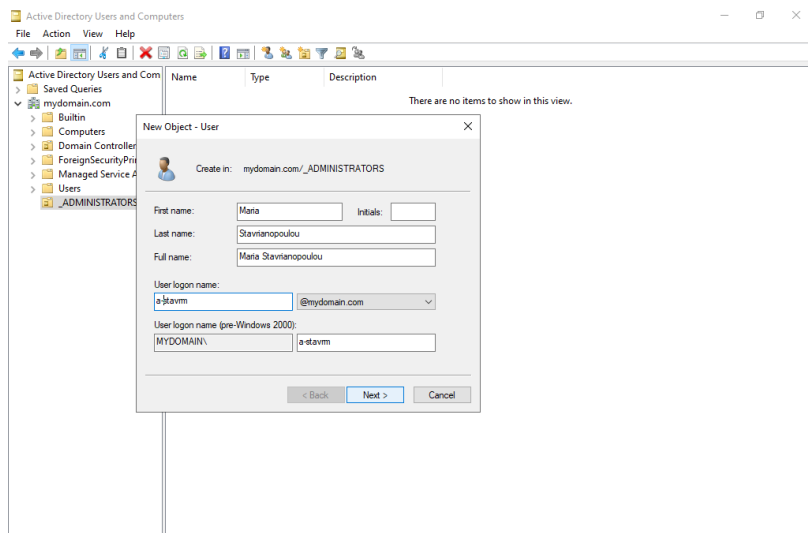 Active Directory Users and Computers
File Action View Help
Active Directory Users and Com
Saved Queries
mydomain.com
Builtin
Computers
Domain Controller
ForeignSecurityPri
Managed Service A
Users
_ADMINISTRATORS
Name Type Description
There are no items to show in this view.
New Object - User
Create in: mydomain.com/_ADMINISTRATORS
First name: Maria Initials:
Last name: Stavrianopoulou
Full name: Maria Stavrianopoulou
User logon name:
a-stavrm @mydomain.com
User logon name (pre-Windows 2000):
MYDOMAIN\ a-stavrm
< Back Next > Cancel